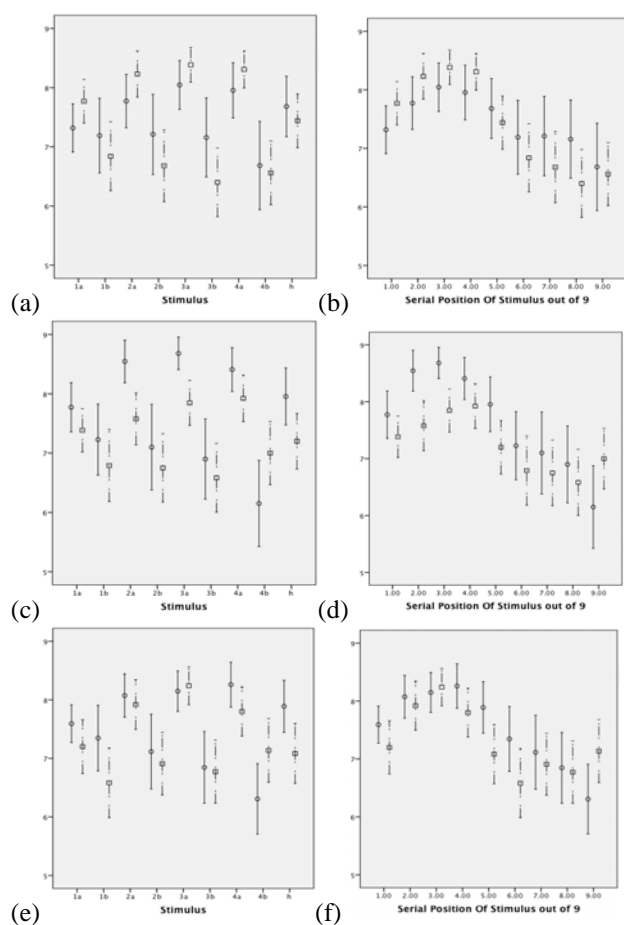 9
8
7
6
5
1a 1b 2a 2b 3a 3b 4a 4b h
(a) Stimulus
9
8
7
6
5
1.00 2.00 3.00 4.00 5.00 6.00 7.00 8.00 9.00
(b) Serial Position Of Stimulus out of 9
9
8
7
6
5
1a 1b 2a 2b 3a 3b 4a 4b h
(c) Stimulus
9
8
7
6
5
1.00 2.00 3.00 4.00 5.00 6.00 7.00 8.00 9.00
(d) Serial Position Of Stimulus out of 9
9
8
7
6
5
1a 1b 2a 2b 3a 3b 4a 4b h
(e) Stimulus
9
8
7
6
5
1.00 2.00 3.00 4.00 5.00 6.00 7.00 8.00 9.00
(f) Serial Position Of Stimulus out of 9